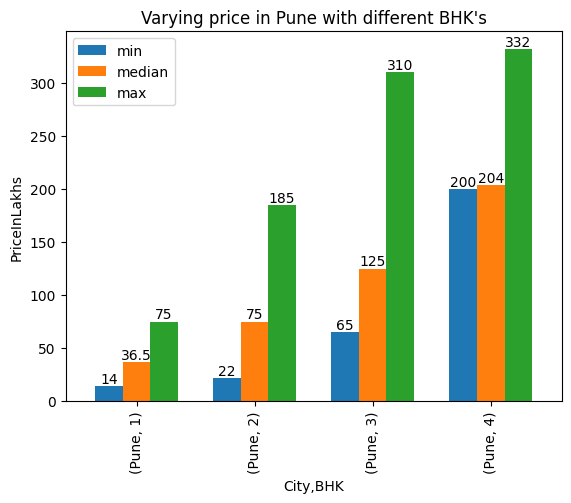 Varying price in Pune with different BHK's
min
median
max
PriceInLakhs
300
250
200
150
100
50
0
14
36.5
75
22
75
185
65
125
310
200
204
332
(Pune, 1)
(Pune, 2)
(Pune, 3)
(Pune, 4)
City,BHK